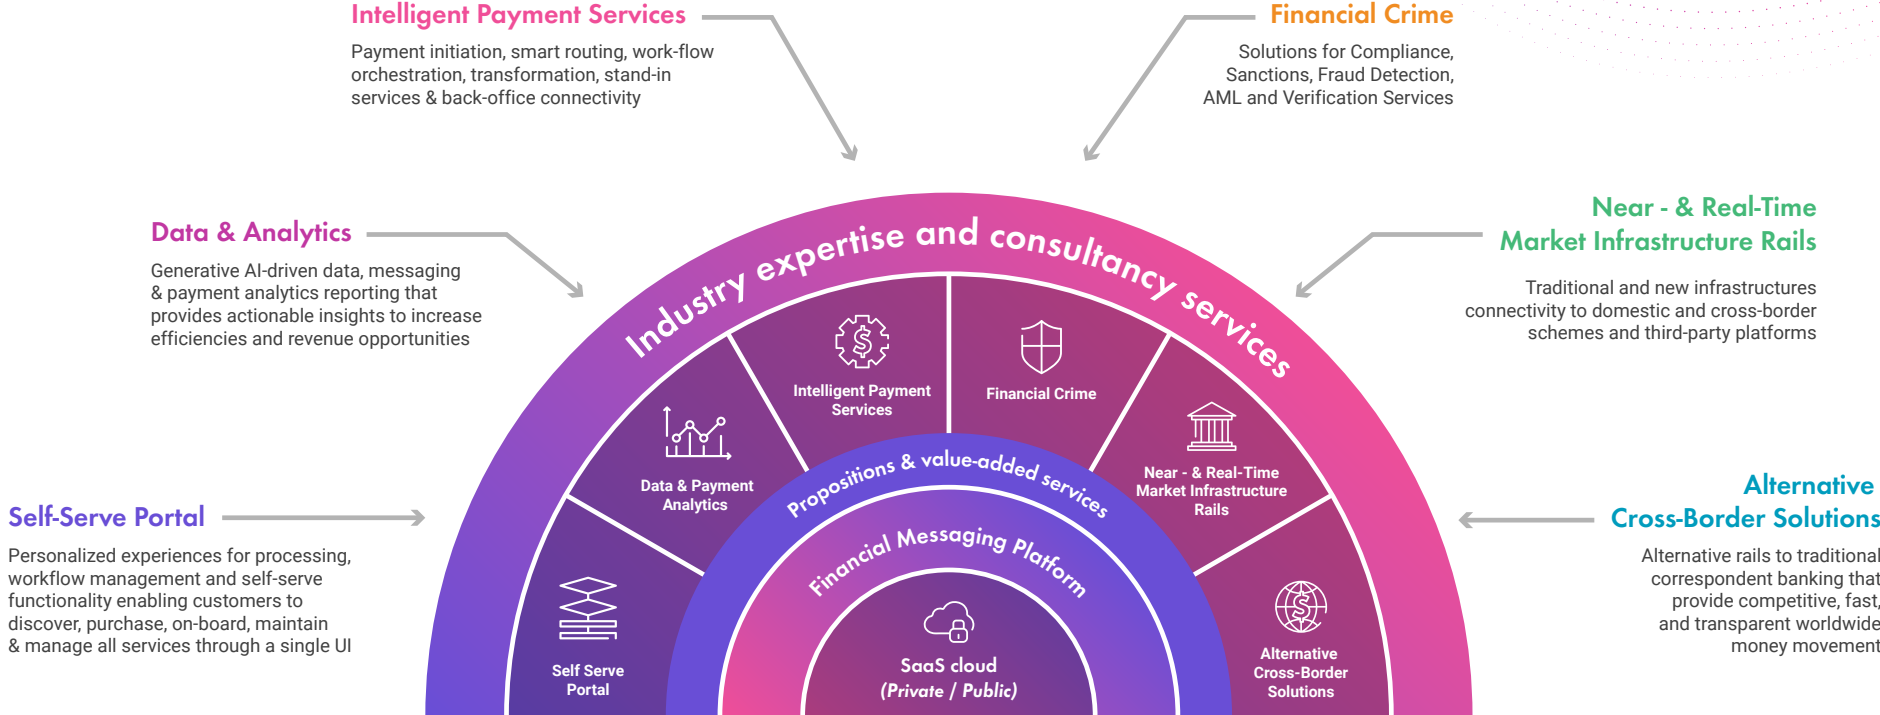 Intelligent Payment Services
Payment initiation, smart routing, work-flow
orchestration, transformation, stand-in
services & back-office connectivity
Financial Crime
Solutions for Compliance,
Sanctions, Fraud Detection,
AML and Verification Services
Data & Analytics
Generative AI-driven data, messaging
& payment analytics reporting that
provides actionable insights to increase
efficiencies and revenue opportunities
Near - & Real-Time
Market Infrastructure Rails
Traditional and new infrastructures
connectivity to domestic and cross-border
schemes and third-party platforms
Self-Serve Portal
Personalized experiences for processing,
workflow management and self-serve
functionality enabling customers to
discover, purchase, on-board, maintain
& manage all services through a single UI
Alternative
Cross-Border Solutions
Alternative rails to traditional
correspondent banking that
provide competitive, fast,
and transparent worldwide
money movement
Industry expertise and consultancy services
Self Serve
Portal
Data & Payment
Analytics
Intelligent Payment
Services
Financial Crime
Near - & Real-Time
Market Infrastructure
Rails
Alternative
Cross-Border
Solutions
Propositions & value-added services
Financial Messaging Platform
SaaS cloud
(Private / Public)